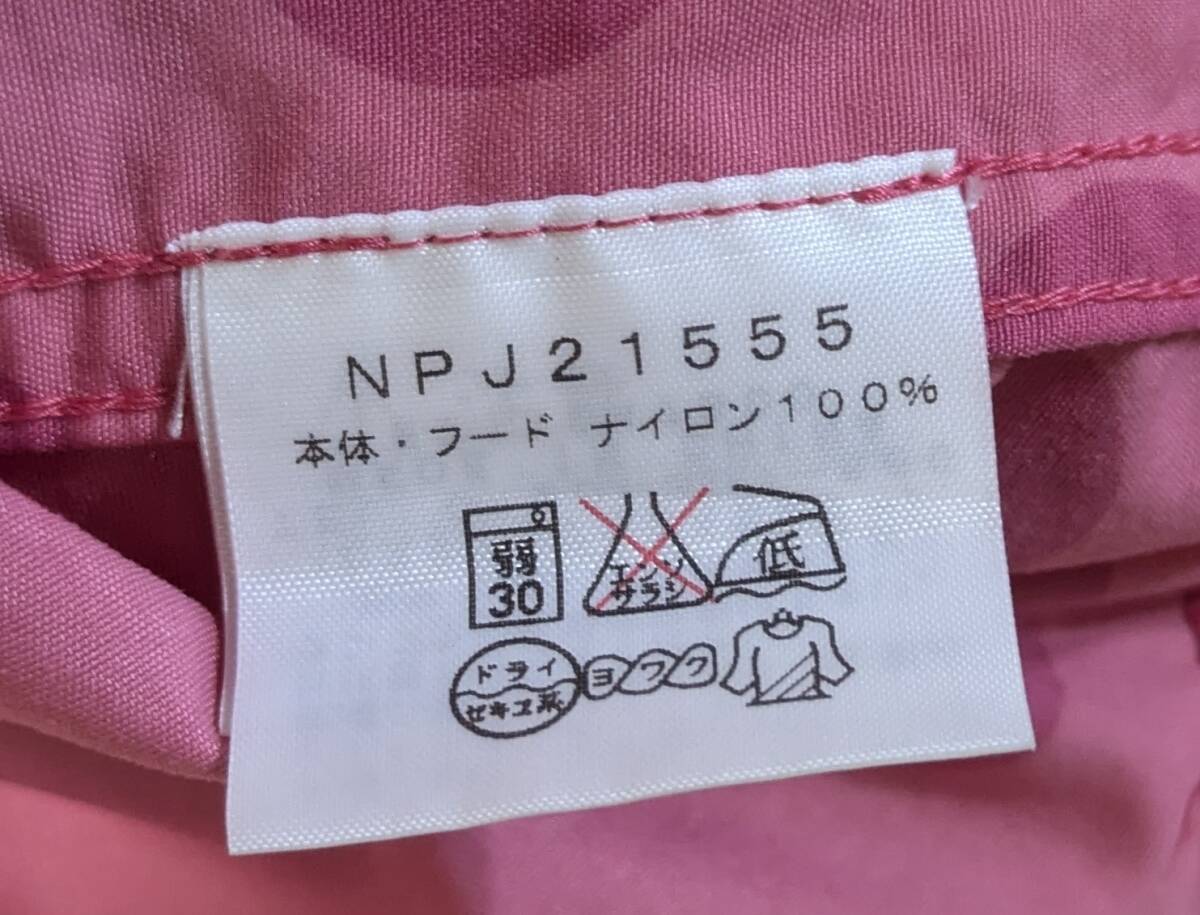 NPJ21555
本体・フード ナイロン100%
弱 エンソ 低
30 サラシ
ドライ ヨワク
セキユ系